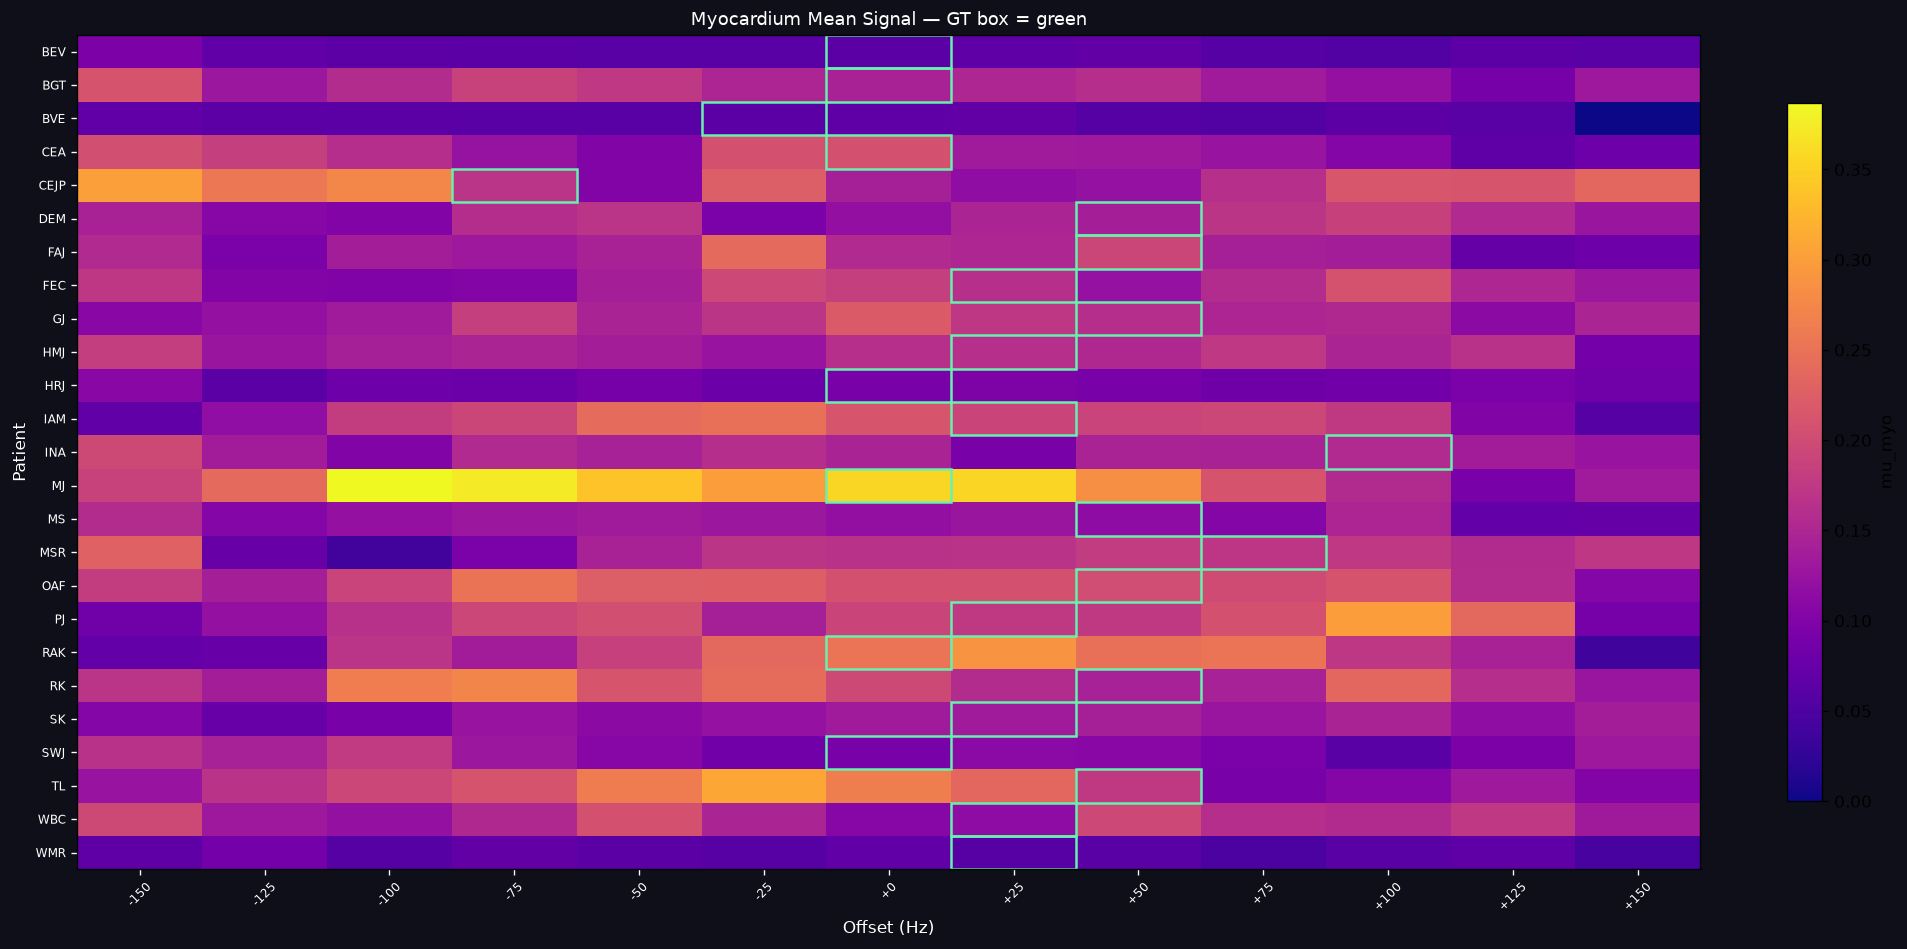 Myocardium Mean Signal — GT box = green
Patient
BEV
BGT
BVE
CEA
CEJP
DEM
FAJ
FEC
GJ
HMJ
HRJ
IAM
INA
MJ
MS
MSR
OAF
PJ
RAK
RK
SK
SWJ
TL
WBC
WMR
-150 -125 -100 -75 -50 -25 +0 +25 +50 +75 +100 +125 +150
Offset (Hz)
0.35
0.30
0.25
0.20
0.15
0.10
0.05
0.00
mu_myo